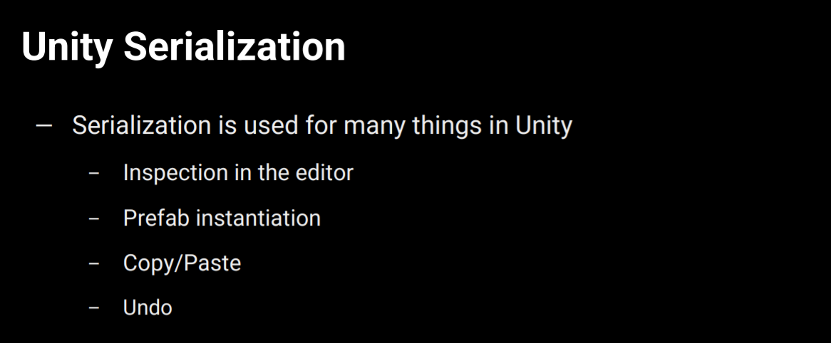 Unity Serialization
— Serialization is used for many things in Unity
– Inspection in the editor
– Prefab instantiation
– Copy/Paste
– Undo